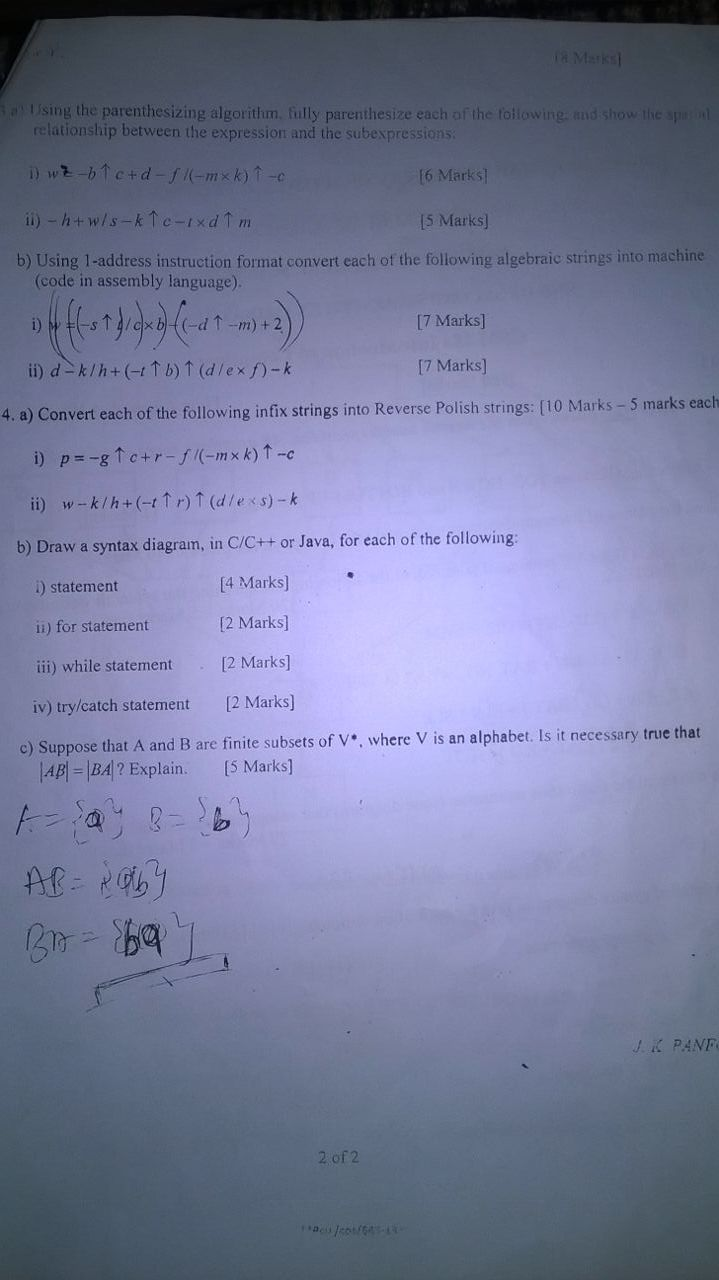 [8 Marks]
3 a) Using the parenthesizing algorithm, fully parenthesize each of the following, and show the spatial
relationship between the expression and the subexpressions.
i) w = -b ↑ c + d - f /(-m × k) ↑ -c [6 Marks]
ii) - h + w / s - k ↑ c - t × d ↑ m [5 Marks]
b) Using 1-address instruction format convert each of the following algebraic strings into machine
(code in assembly language).
i) [7 Marks]
ii) d - k / h + (-t ↑ b) ↑ (d / e × f) - k [7 Marks]
4. a) Convert each of the following infix strings into Reverse Polish strings: [10 Marks – 5 marks each
i) p = -g ↑ c + r - f /(-m × k) ↑ -c
ii) w - k / h + (-t ↑ r) ↑ (d / e × s) - k
b) Draw a syntax diagram, in C/C++ or Java, for each of the following:
i) statement [4 Marks]
ii) for statement [2 Marks]
iii) while statement [2 Marks]
iv) try/catch statement [2 Marks]
c) Suppose that A and B are finite subsets of V*, where V is an alphabet. Is it necessary true that
|AB| = |BA| ? Explain. [5 Marks]
A = {a} B = {b}
AB = {ab}
BA = {ba}
J. K PANF
2 of 2